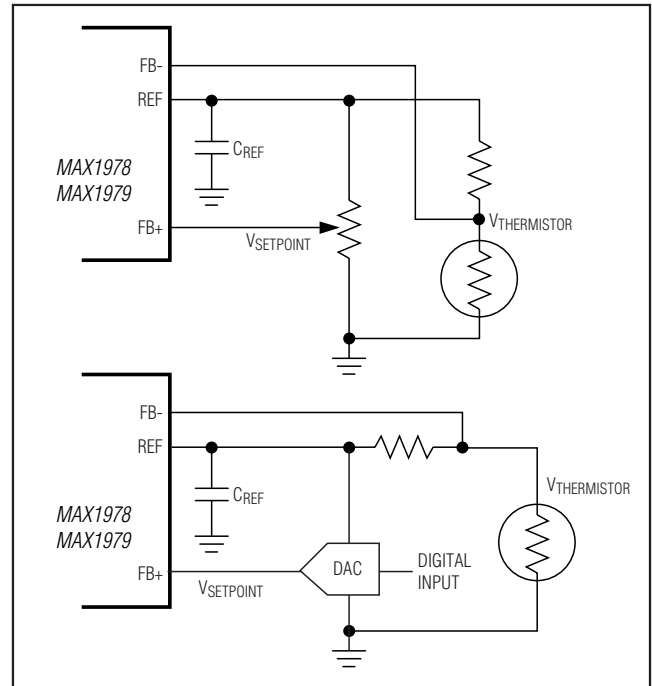 FB-
REF
CREF
MAX1978
MAX1979
VTHERMISTOR
FB+
VSETPOINT
FB-
REF
CREF
VTHERMISTOR
MAX1978
MAX1979
DAC
DIGITAL
INPUT
FB+
VSETPOINT